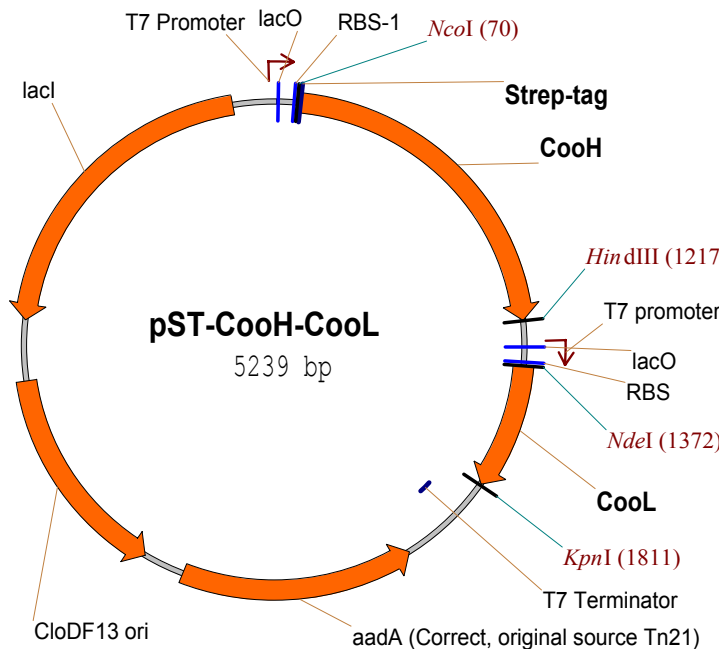 T7 Promoter
lacO
RBS-1
NcoI (70)
Strep-tag
lacI
CooH
HindIII (1217
T7 promoter
pST-CooH-CooL
5239 bp
lacO
RBS
NdeI (1372)
CooL
KpnI (1811)
T7 Terminator
CloDF13 ori
aadA (Correct, original source Tn21)